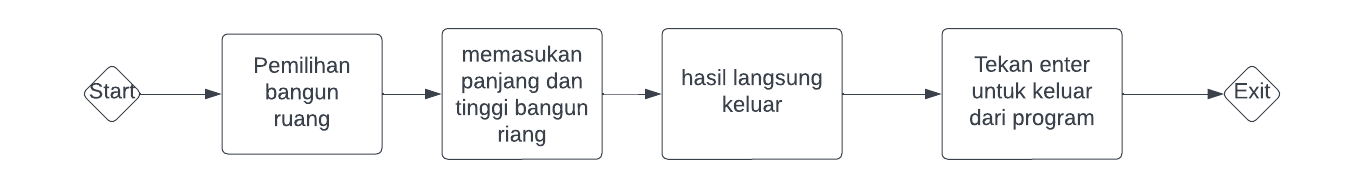 Start
Pemilihan
bangun
ruang
memasukan
panjang dan
tinggi bangun
riang
hasil langsung
keluar
Tekan enter
untuk keluar
dari program
Exit